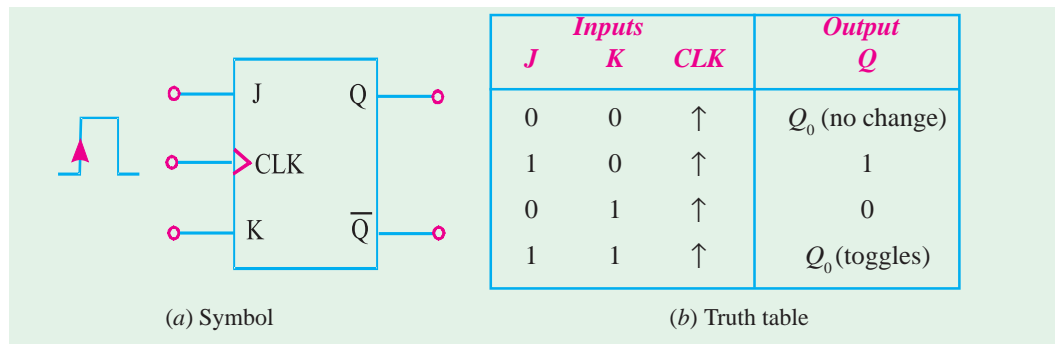 J Q
CLK
K Q̅
(a) Symbol
Inputs Output
J K CLK Q
0 0 ↑ Q₀ (no change)
1 0 ↑ 1
0 1 ↑ 0
1 1 ↑ Q₀ (toggles)
(b) Truth table